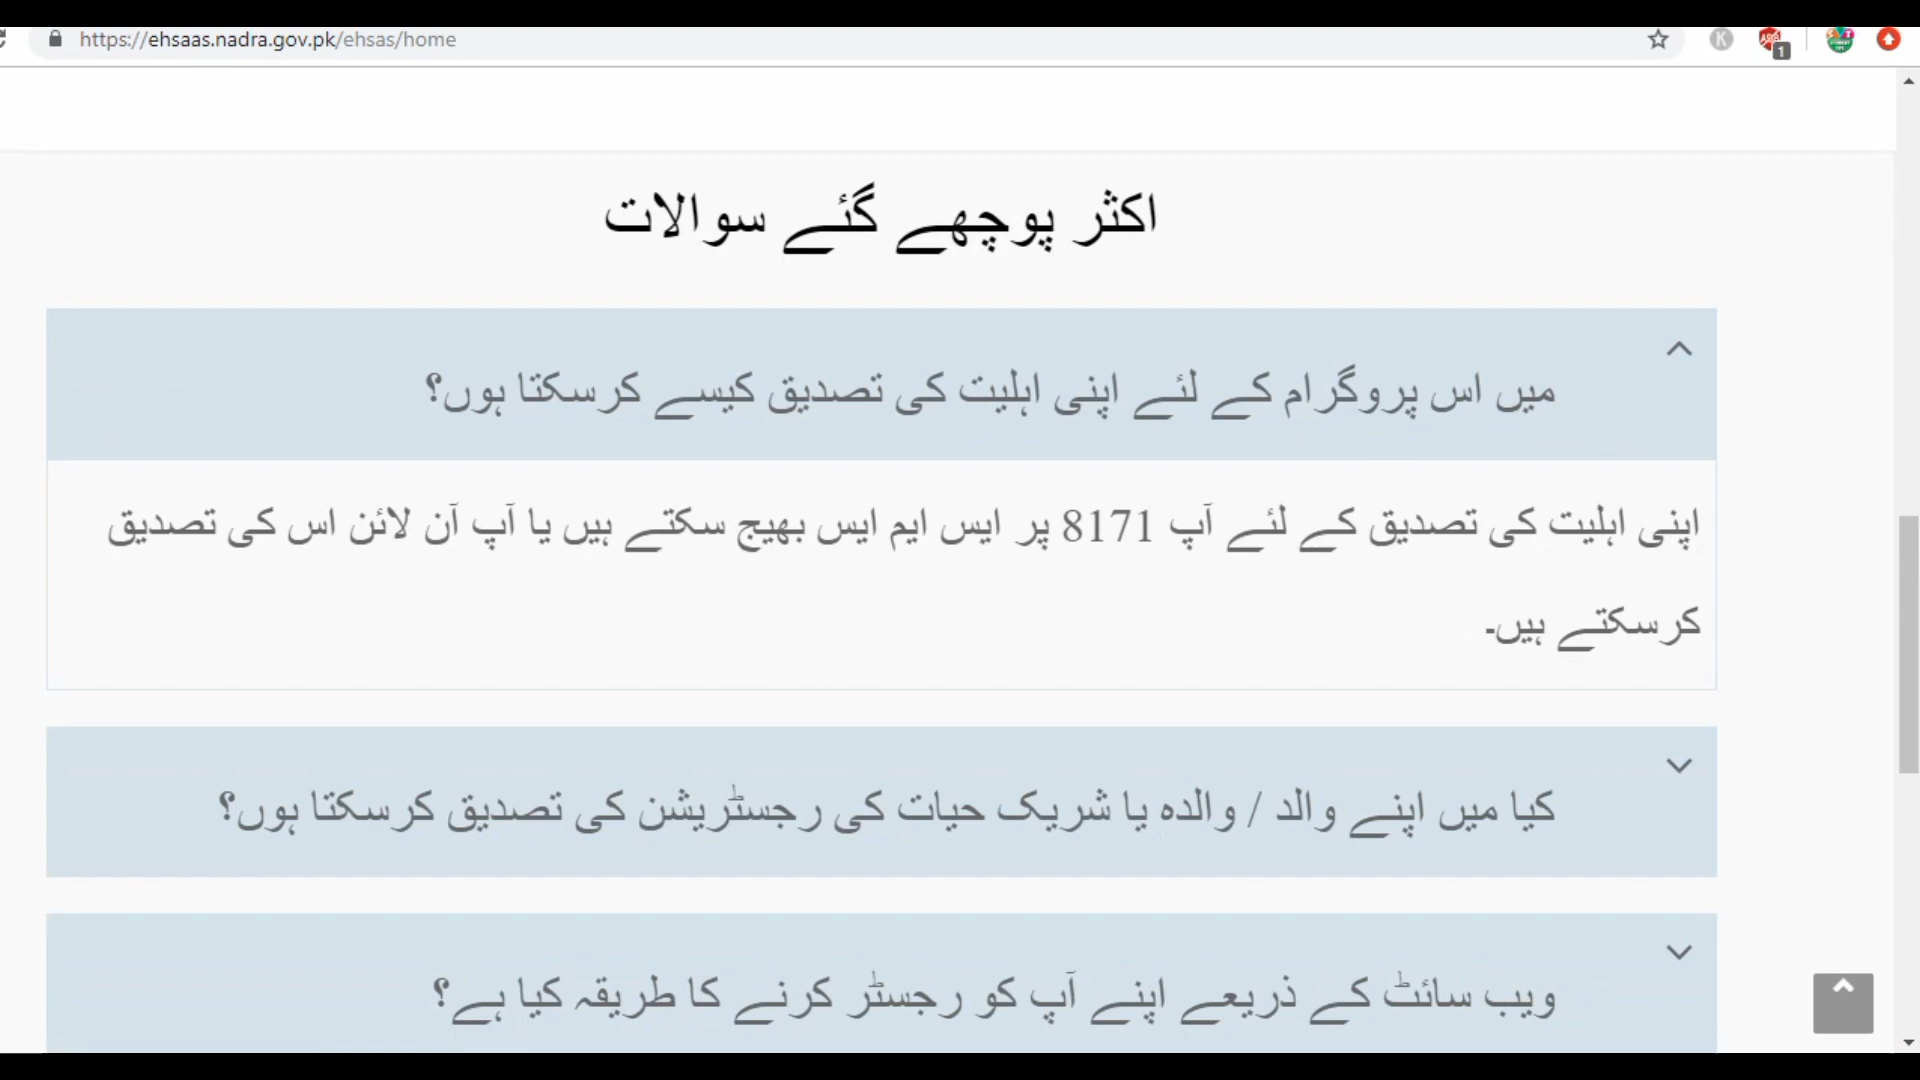 https://ehsaas.nadra.gov.pk/ehsas/home
K
1
اکثر پوچھے گئے سوالات
میں اس پروگرام کے لئے اپنی اہلیت کی تصدیق کیسے کرسکتا ہوں؟
اپنی اہلیت کی تصدیق کے لئے آپ 8171 پر ایس ایم ایس بھیج سکتے ہیں یا آپ آن لائن اس کی تصدیق
کرسکتے ہیں۔
کیا میں اپنے والد / والدہ یا شریک حیات کی رجسٹریشن کی تصدیق کرسکتا ہوں؟
ویب سائٹ کے ذریعے اپنے آپ کو رجسٹر کرنے کا طریقہ کیا ہے؟